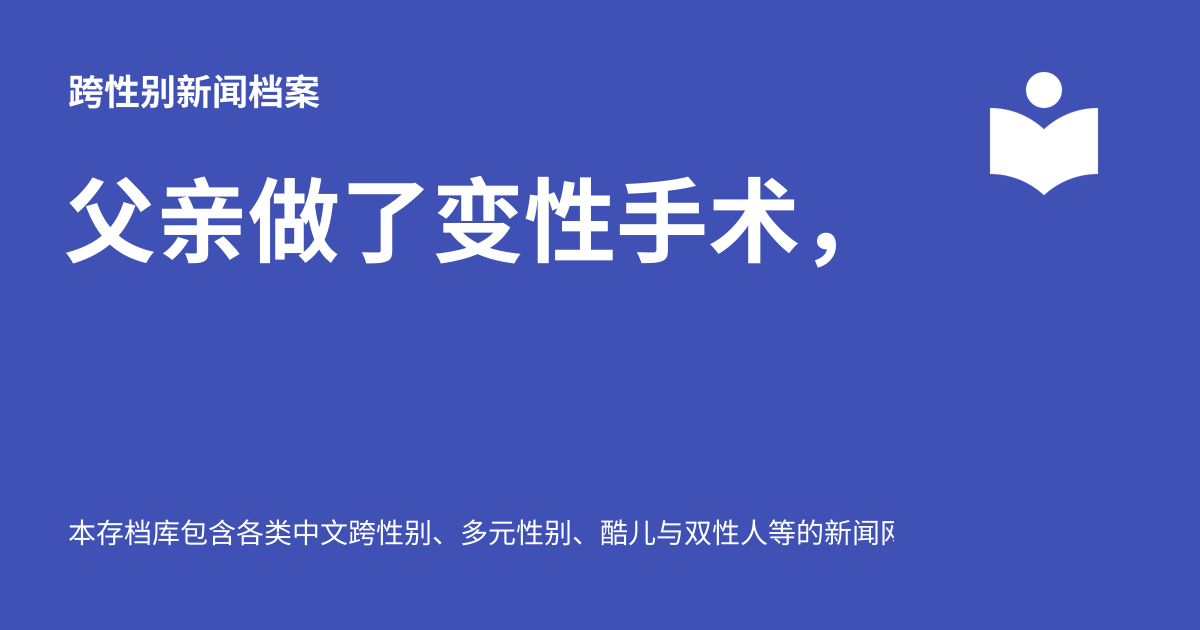 跨性别新闻档案
父亲做了变性手术，
本存档库包含各类中文跨性别、多元性别、酷儿与双性人等的新闻